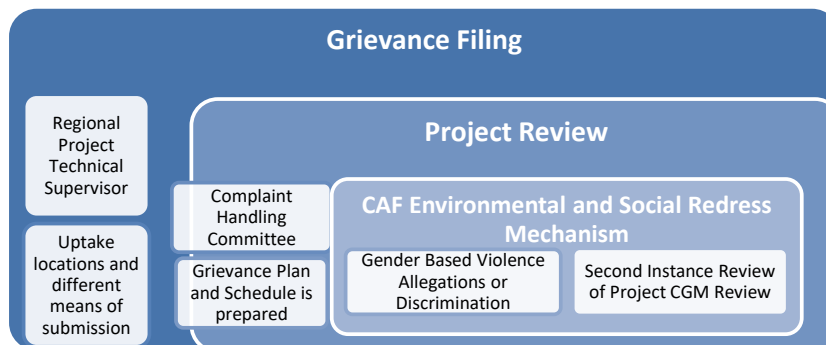 Grievance Filing
Regional
Project
Technical
Supervisor
Uptake
locations and
different
means of
submission
Project Review
Complaint
Handling
Committee
Grievance Plan
and Schedule is
prepared
CAF Environmental and Social Redress
Mechanism
Gender Based Violence
Allegations or
Discrimination
Second Instance Review
of Project CGM Review